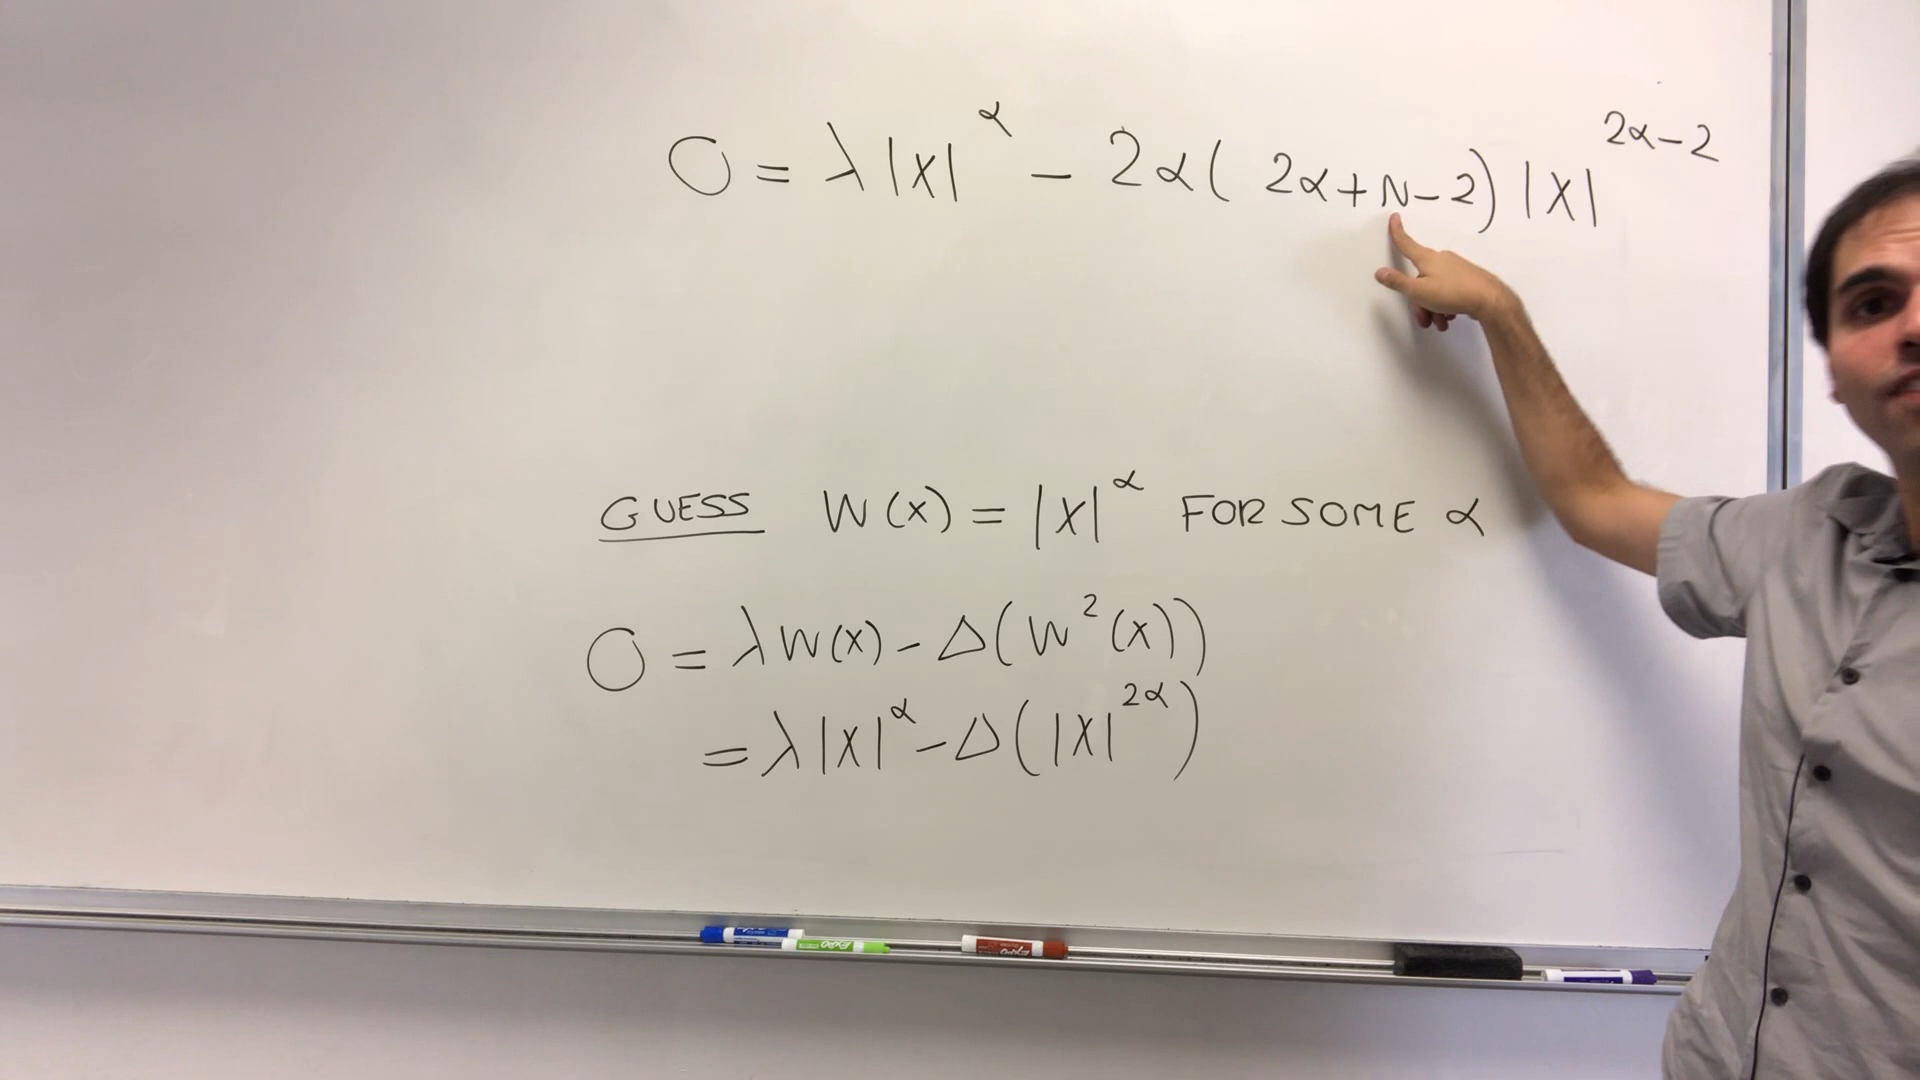 0 = λ|x|^α − 2α(2α+N−2)|x|^{2α−2}
GUESS W(x) = |x|^α FOR SOME α
0 = λW(x) − Δ(W²(x))
= λ|x|^α − Δ(|x|^{2α})